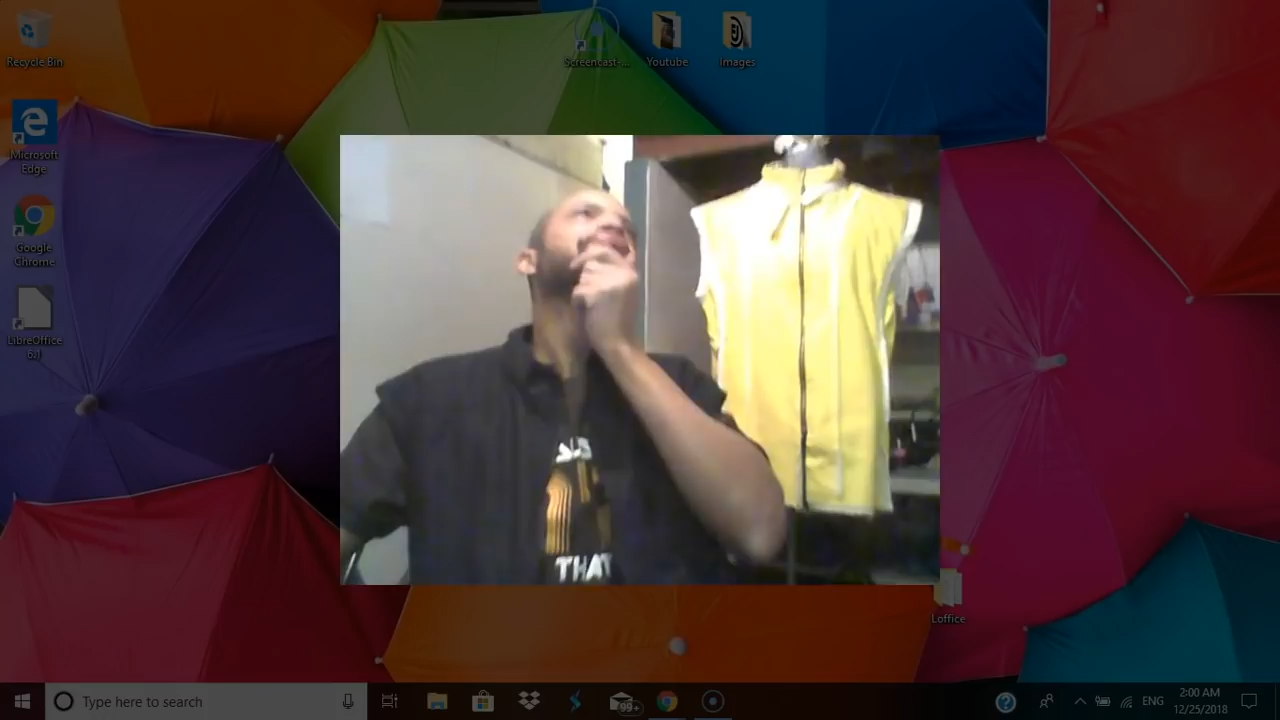 Recycle Bin
Screencast-...
Youtube
Images
Microsoft
Edge
Google
Chrome
LibreOffice
6.1
THAT
Loffice
Type here to search
99+
ENG
2:00 AM
12/25/2018